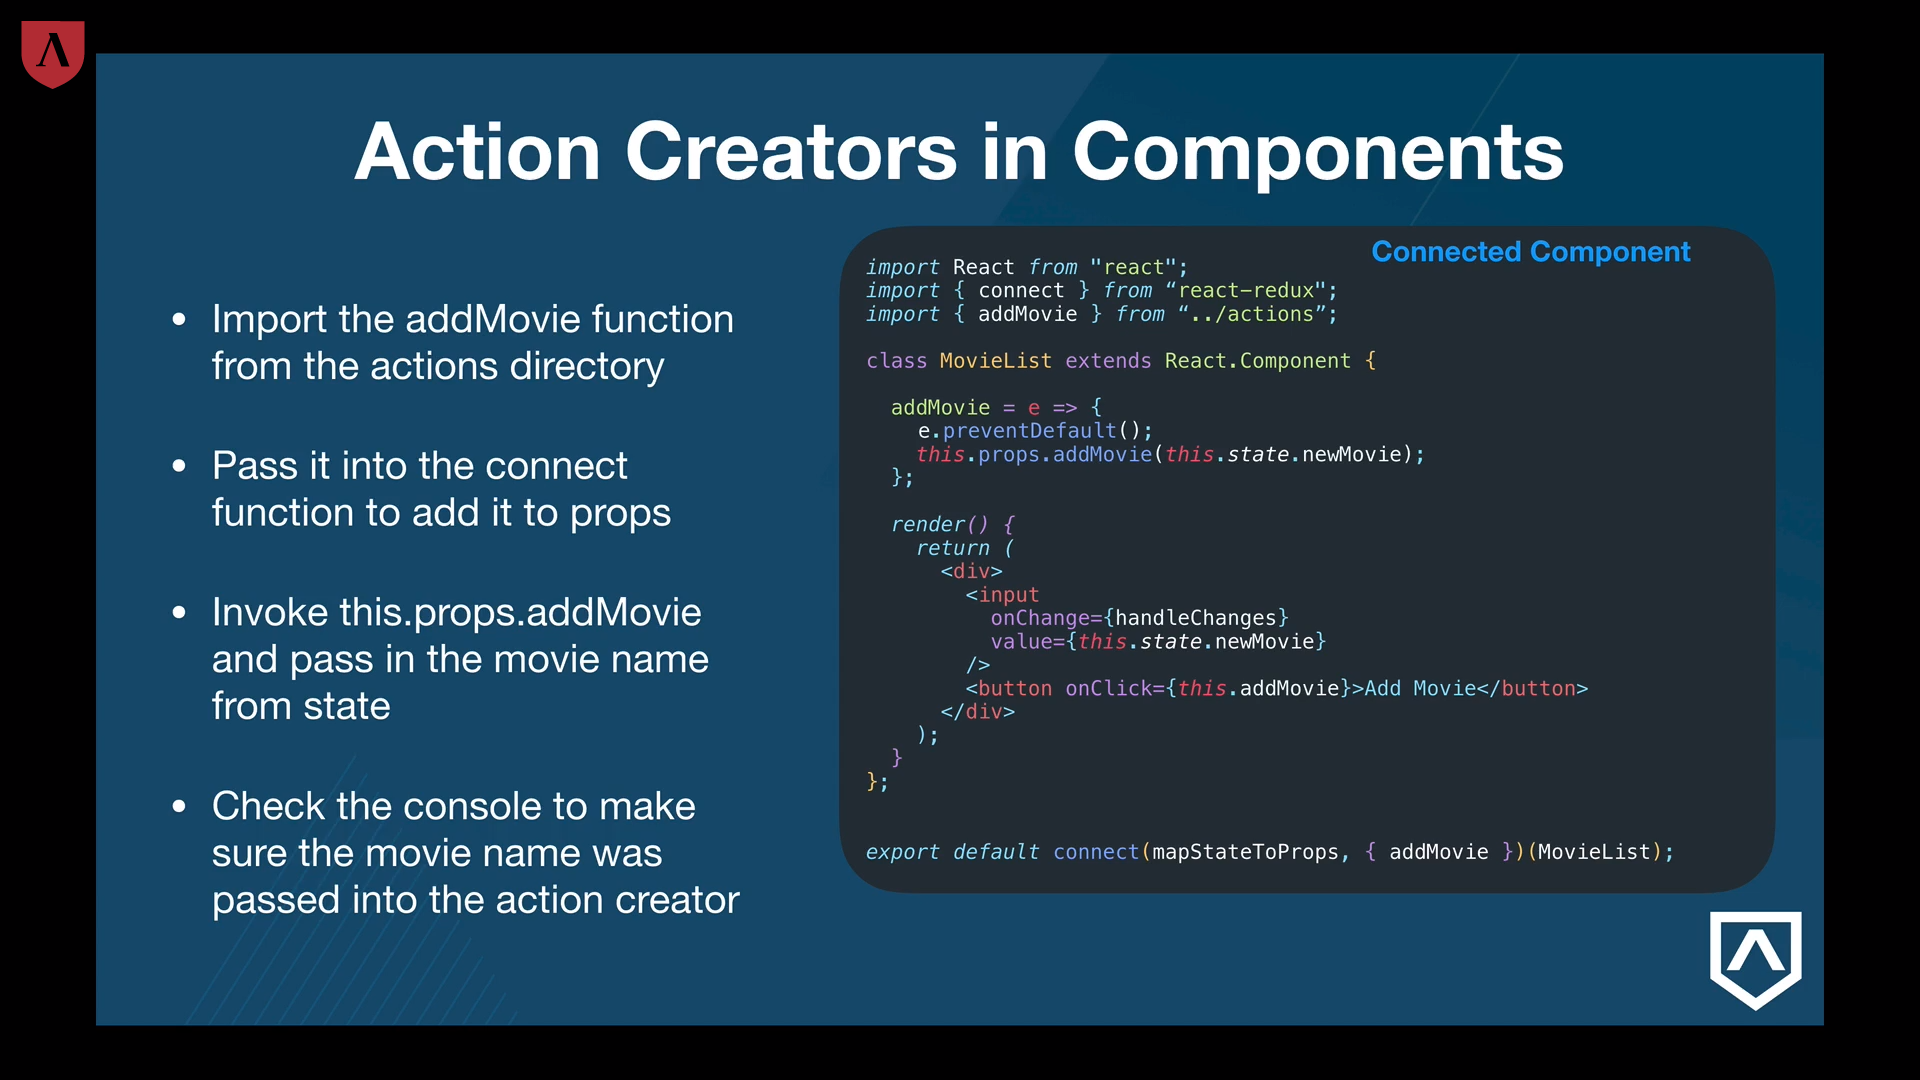 Action Creators in Components
• Import the addMovie function
from the actions directory
• Pass it into the connect
function to add it to props
• Invoke this.props.addMovie
and pass in the movie name
from state
• Check the console to make
sure the movie name was
passed into the action creator
Connected Component
import React from "react";
import { connect } from “react-redux";
import { addMovie } from “../actions”;
class MovieList extends React.Component {
addMovie = e => {
e.preventDefault();
this.props.addMovie(this.state.newMovie);
};
render() {
return (
<div>
<input
onChange={handleChanges}
value={this.state.newMovie}
/>
<button onClick={this.addMovie}>Add Movie</button>
</div>
);
}
};
export default connect(mapStateToProps, { addMovie })(MovieList);